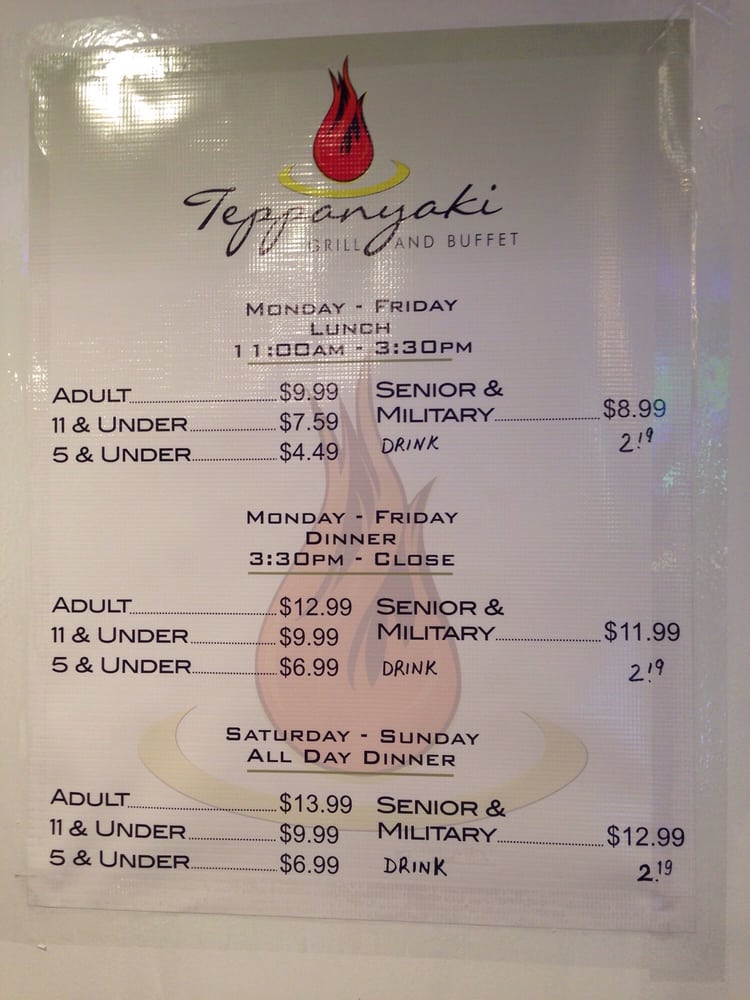 Teppanyaki
GRILL AND BUFFET
MONDAY - FRIDAY
LUNCH
11:00AM - 3:30PM
ADULT $9.99
11 & UNDER $7.59
5 & UNDER $4.49
SENIOR &
MILITARY $8.99
DRINK 2.19
MONDAY - FRIDAY
DINNER
3:30PM - CLOSE
ADULT $12.99
11 & UNDER $9.99
5 & UNDER $6.99
SENIOR &
MILITARY $11.99
DRINK 2.19
SATURDAY - SUNDAY
ALL DAY DINNER
ADULT $13.99
11 & UNDER $9.99
5 & UNDER $6.99
SENIOR &
MILITARY $12.99
DRINK 2.19